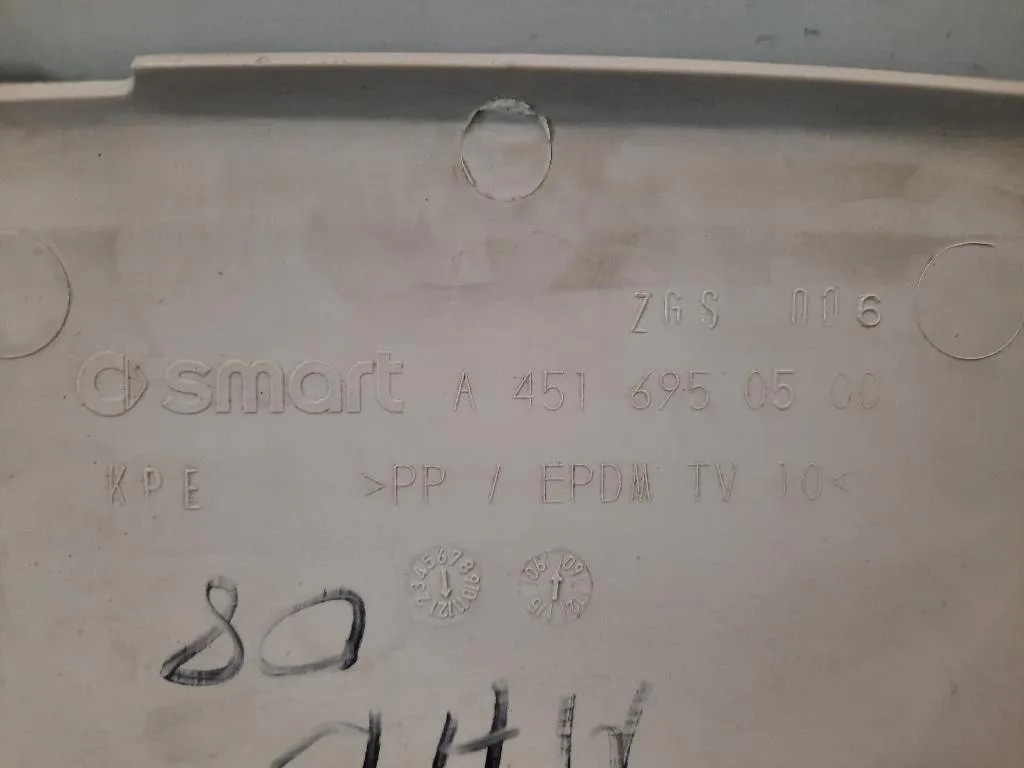 ZGS 006
smart A 451 695 05 00
KPE >PP / EPDM TV 10<
80